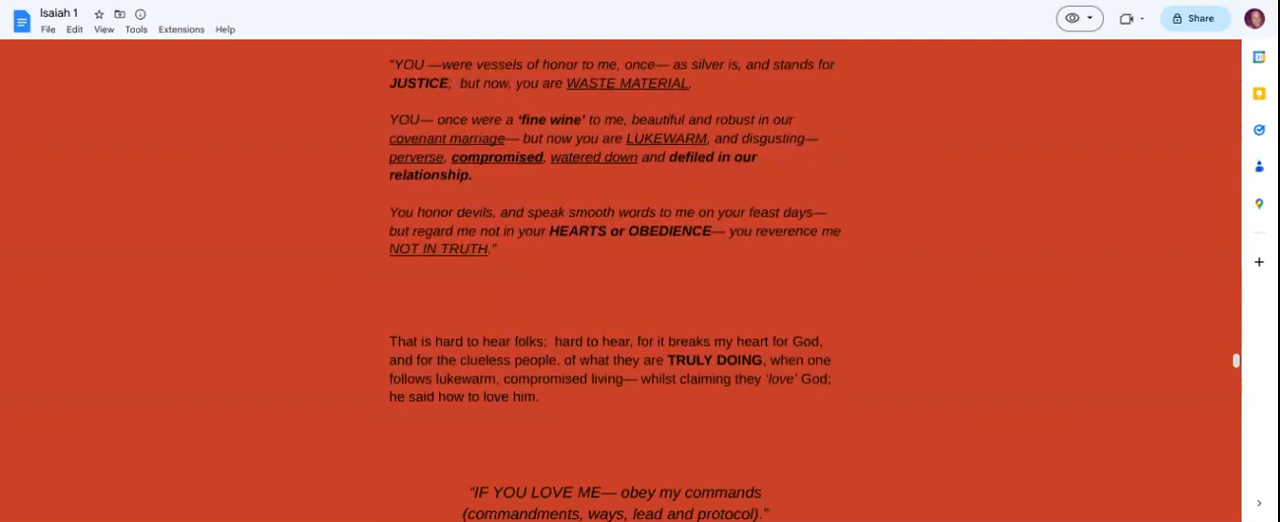 Isaiah 1
File Edit View Tools Extensions Help
Share
"YOU —were vessels of honor to me, once— as silver is, and stands for
JUSTICE;  but now, you are WASTE MATERIAL.
YOU— once were a 'fine wine' to me, beautiful and robust in our
covenant marriage— but now you are LUKEWARM, and disgusting—
perverse, compromised, watered down and defiled in our
relationship.
You honor devils, and speak smooth words to me on your feast days—
but regard me not in your HEARTS or OBEDIENCE— you reverence me
NOT IN TRUTH."
That is hard to hear folks;  hard to hear, for it breaks my heart for God,
and for the clueless people, of what they are TRULY DOING, when one
follows lukewarm, compromised living— whilst claiming they 'love' God;
he said how to love him.
"IF YOU LOVE ME— obey my commands
(commandments, ways, lead and protocol)."